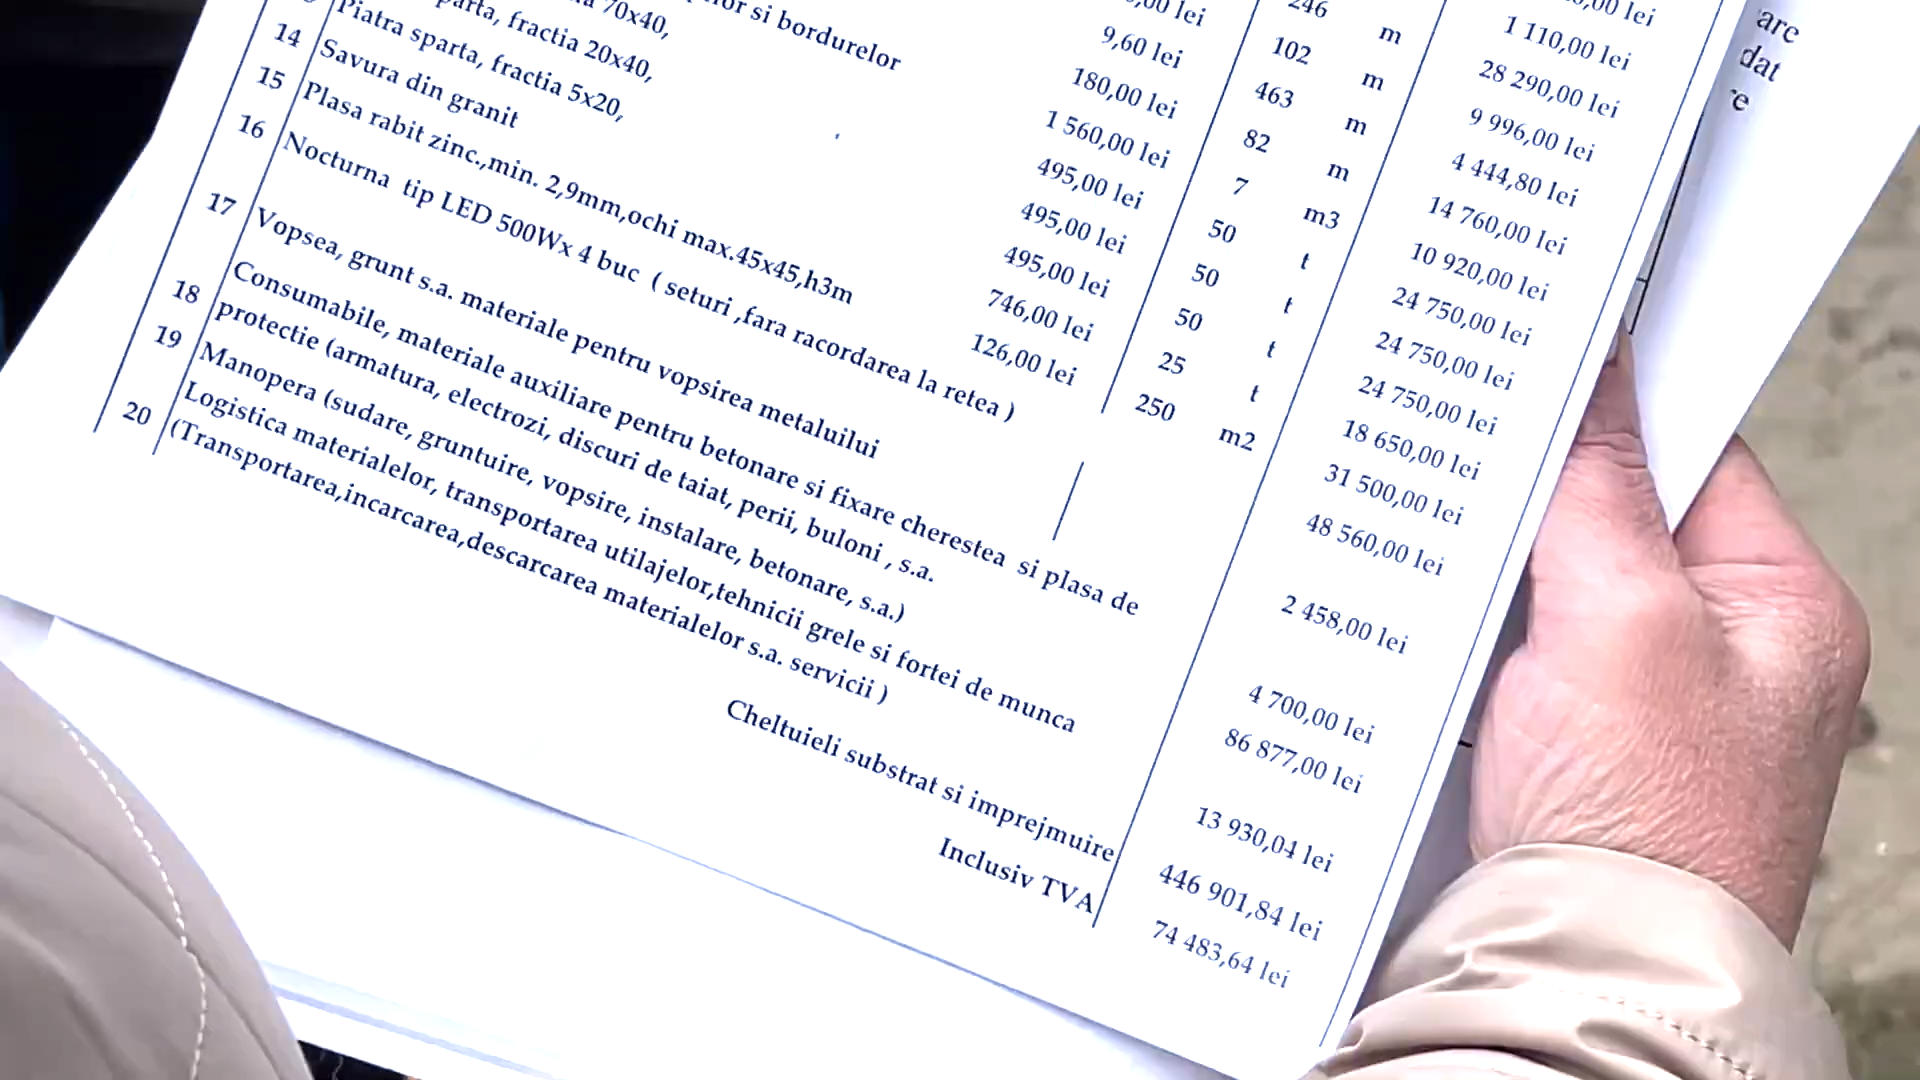 si bordurelor
70x40,
fractia 20x40,
Piatra sparta, fractia 5x20,
14 Savura din granit
15 Plasa rabit zinc.,min. 2,9mm,ochi max.45x45,h3m
16 Nocturna tip LED 500Wx 4 buc ( seturi ,fara racordarea la retea )
17 Vopsea, grunt s.a. materiale pentru vopsirea metaluilui
Consumabile, materiale auxiliare pentru betonare si fixare cherestea si plasa de
18 protectie (armatura, electrozi, discuri de taiat, perii, buloni , s.a.
19 Manopera (sudare, gruntuire, vopsire, instalare, betonare, s.a.)
Logistica materialelor, transportarea utilajelor,tehnicii grele si fortei de munca
20 (Transportarea,incarcarea,descarcarea materialelor s.a. servicii )
Cheltuieli substrat si imprejmuire
Inclusiv TVA
lei
9,60 lei
180,00 lei
1 560,00 lei
495,00 lei
495,00 lei
495,00 lei
746,00 lei
126,00 lei
246 m
102 m
463 m
82 m
7 m3
50 t
50 t
50 t
25 t
250 m2
lei
1 110,00 lei
28 290,00 lei
9 996,00 lei
4 444,80 lei
14 760,00 lei
10 920,00 lei
24 750,00 lei
24 750,00 lei
24 750,00 lei
18 650,00 lei
31 500,00 lei
48 560,00 lei
2 458,00 lei
4 700,00 lei
86 877,00 lei
13 930,04 lei
446 901,84 lei
74 483,64 lei
are
dat